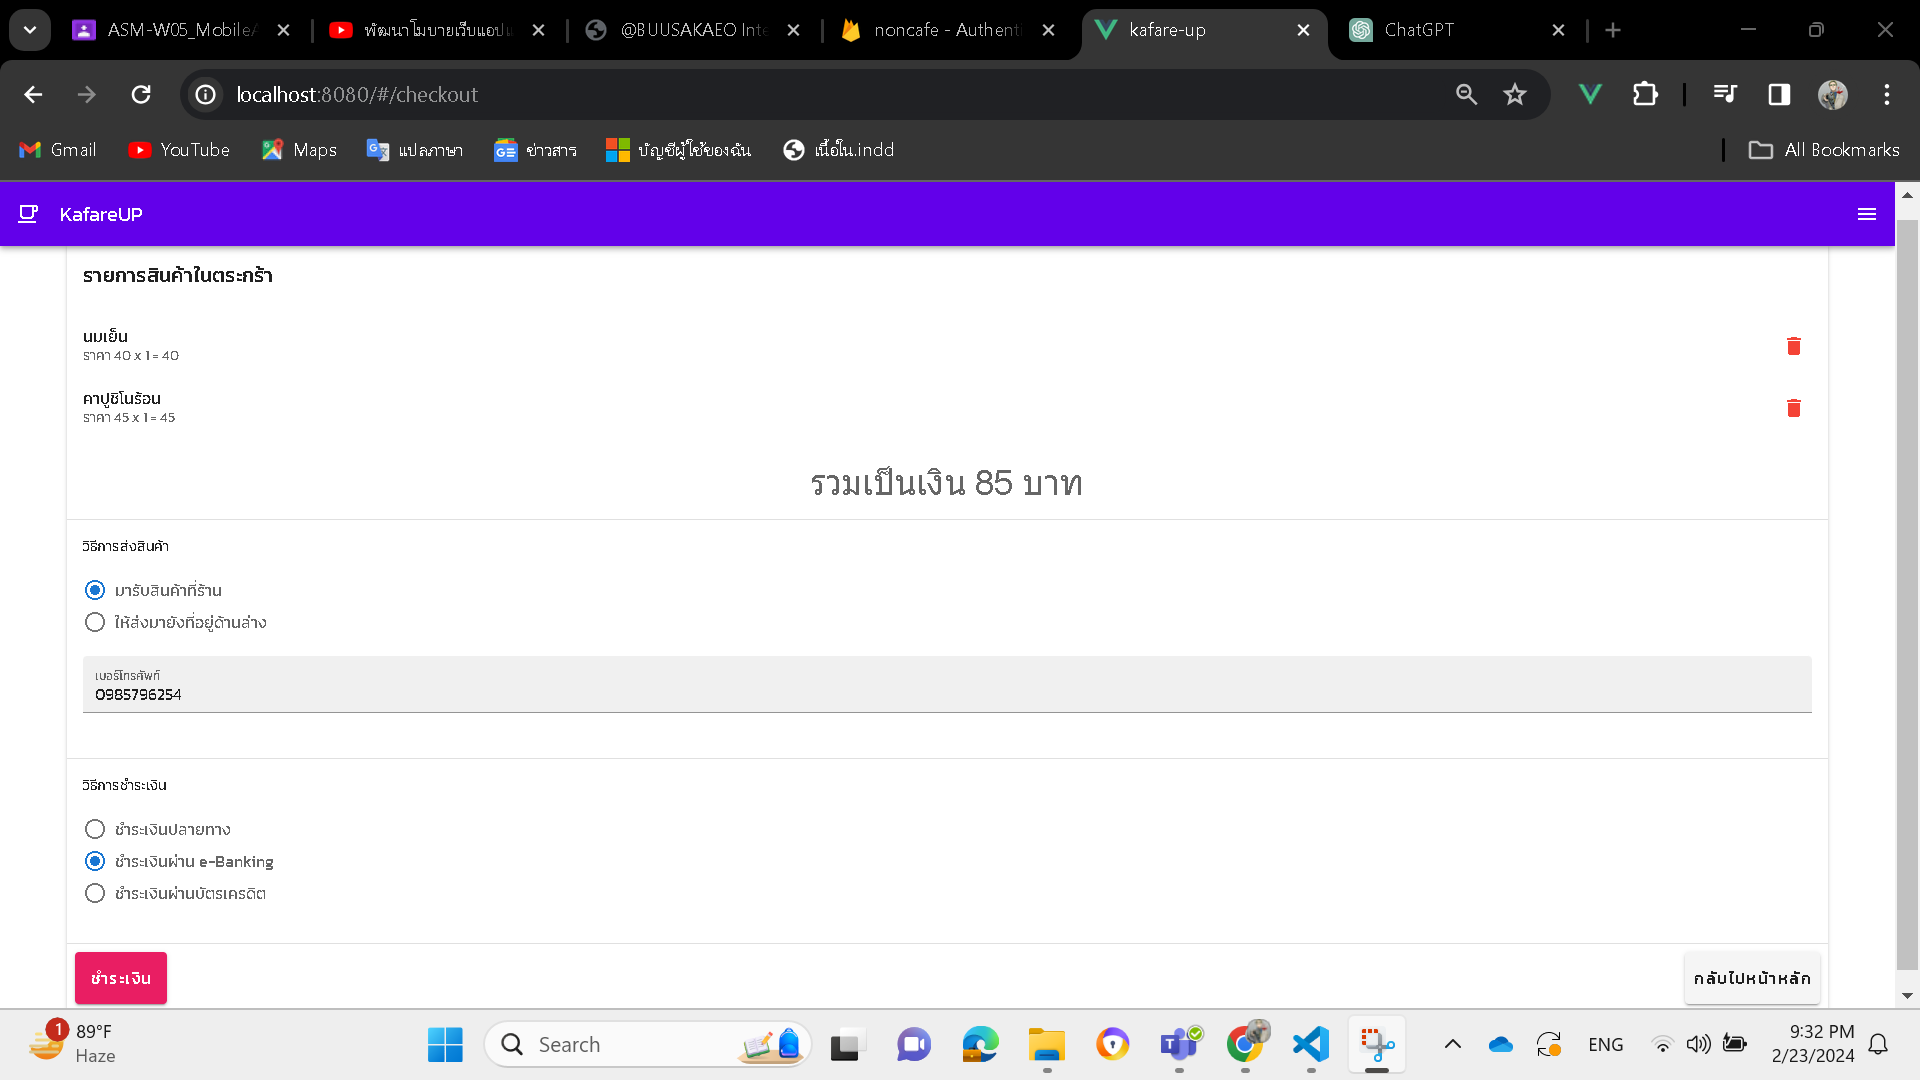 ASM-W05_MobileA
พัฒนาโมบายเว็บแอปแ
@BUUSAKAEO Inte
noncafe - Authenti
kafare-up
ChatGPT
localhost:8080/#/checkout
Gmail
YouTube
Maps
แปลภาษา
ข่าวสาร
บัญชีผู้ใช้ของฉัน
เนื้อใน.indd
All Bookmarks
KafareUP
รายการสินค้าในตระกร้า
นมเย็น
ราคา 40 x 1 = 40
คาปูชิโนร้อน
ราคา 45 x 1 = 45
รวมเป็นเงิน 85 บาท
วิธีการส่งสินค้า
มารับสินค้าที่ร้าน
ให้ส่งมายังที่อยู่ด้านล่าง
เบอร์โทรศัพท์
0985796254
วิธีการชำระเงิน
ชำระเงินปลายทาง
ชำระเงินผ่าน e-Banking
ชำระเงินผ่านบัตรเครดิต
ชำระเงิน
กลับไปหน้าหลัก
1
89°F
Haze
Search
ENG
9:32 PM
2/23/2024